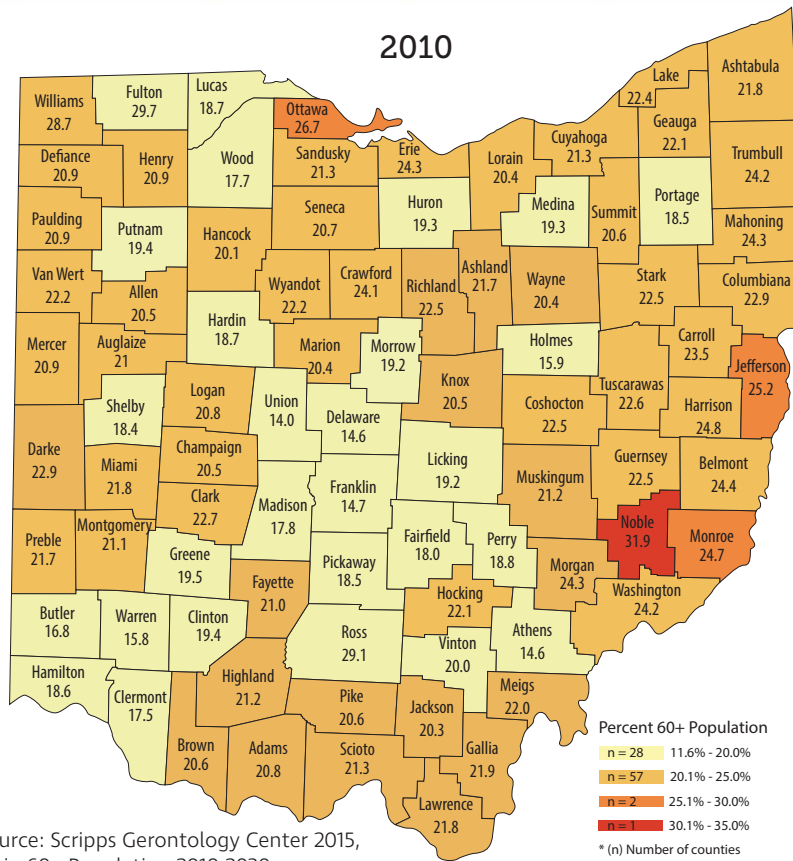 2010
Williams
28.7
Fulton
29.7
Lucas
18.7
Ottawa
26.7
Lake
22.4
Ashtabula
21.8
Geauga
22.1
Cuyahoga
21.3
Defiance
20.9
Henry
20.9
Wood
17.7
Sandusky
21.3
Erie
24.3
Lorain
20.4
Trumbull
24.2
Paulding
20.9
Putnam
19.4
Hancock
20.1
Seneca
20.7
Huron
19.3
Medina
19.3
Summit
20.6
Portage
18.5
Mahoning
24.3
Van Wert
22.2
Allen
20.5
Wyandot
22.2
Crawford
24.1
Richland
22.5
Ashland
21.7
Wayne
20.4
Stark
22.5
Columbiana
22.9
Mercer
20.9
Auglaize
21
Hardin
18.7
Marion
20.4
Morrow
19.2
Holmes
15.9
Carroll
23.5
Jefferson
25.2
Shelby
18.4
Logan
20.8
Union
14.0
Delaware
14.6
Knox
20.5
Coshocton
22.5
Tuscarawas
22.6
Harrison
24.8
Darke
22.9
Miami
21.8
Champaign
20.5
Clark
22.7
Madison
17.8
Franklin
14.7
Licking
19.2
Muskingum
21.2
Guernsey
22.5
Belmont
24.4
Preble
21.7
Montgomery
21.1
Greene
19.5
Fayette
21.0
Pickaway
18.5
Fairfield
18.0
Perry
18.8
Morgan
24.3
Noble
31.9
Monroe
24.7
Washington
24.2
Butler
16.8
Warren
15.8
Clinton
19.4
Ross
29.1
Hocking
22.1
Vinton
20.0
Athens
14.6
Hamilton
18.6
Clermont
17.5
Highland
21.2
Pike
20.6
Jackson
20.3
Meigs
22.0
Brown
20.6
Adams
20.8
Scioto
21.3
Gallia
21.9
Lawrence
21.8
Percent 60+ Population
n = 28 11.6% - 20.0%
n = 57 20.1% - 25.0%
n = 2 25.1% - 30.0%
n = 1 30.1% - 35.0%
* (n) Number of counties
ource: Scripps Gerontology Center 2015,
60+ Population 2010-2030